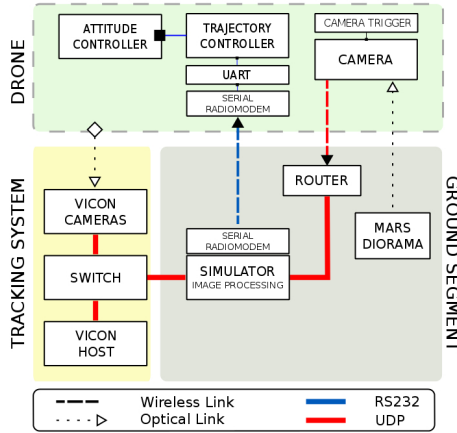 DRONE
ATTITUDE
CONTROLLER
TRAJECTORY
CONTROLLER
UART
SERIAL
RADIOMODEM
CAMERA TRIGGER
CAMERA
TRACKING SYSTEM
VICON
CAMERAS
SWITCH
VICON
HOST
SERIAL
RADIOMODEM
SIMULATOR
IMAGE PROCESSING
ROUTER
MARS
DIORAMA
GROUND SEGMENT
Wireless Link
RS232
Optical Link
UDP